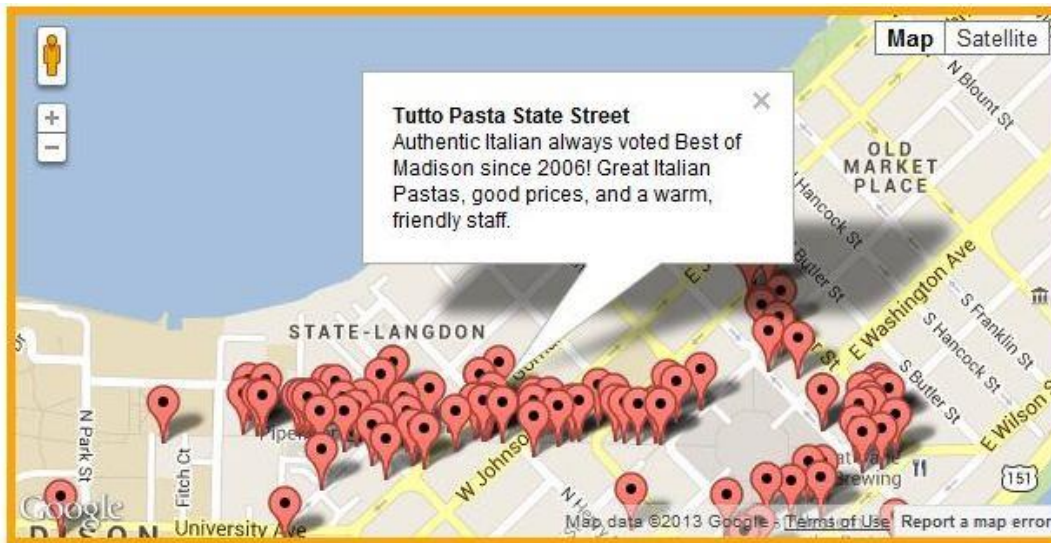 Map Satellite
N Blount St
OLD
MARKET
PLACE
Tutto Pasta State Street
Authentic Italian always voted Best of
Madison since 2006! Great Italian
Pastas, good prices, and a warm,
friendly staff.
Hancock St
Butler St
E Washington Ave
S Franklin St
S Hancock St
S Butler St
E Wilson S
STATE-LANGDON
N Park St
Fitch Ct
W Johnson
University Ave
151
Google
DISON
Map data ©2013 Google - Terms of Use Report a map error